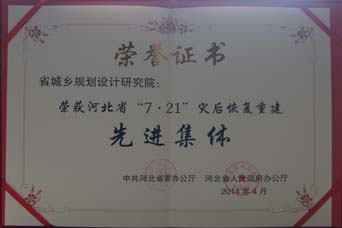 荣誉证书
省城乡规划设计研究院：
荣获河北省“7·21”灾后恢复重建
先进集体
中共河北省委办公厅 河北省人民政府办公厅
2014年4月